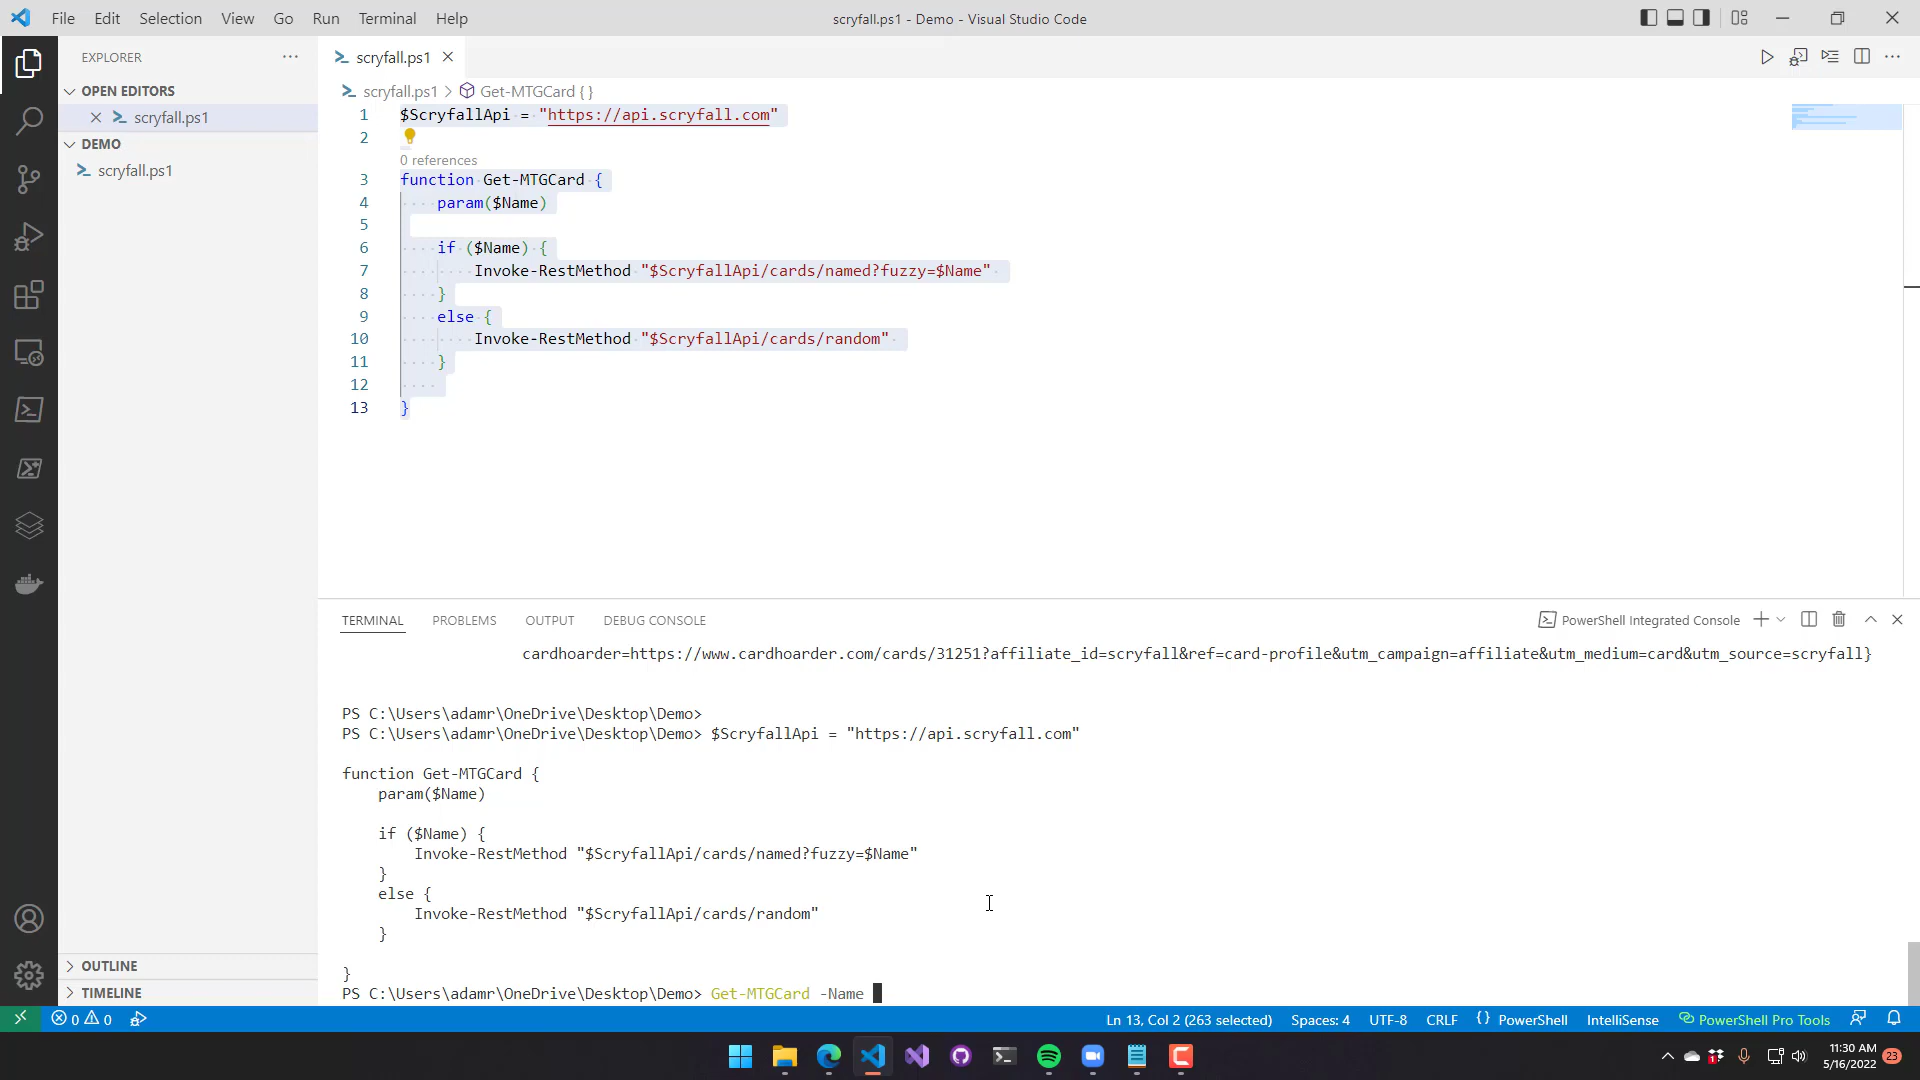 File Edit Selection View Go Run Terminal Help
scryfall.ps1 - Demo - Visual Studio Code
EXPLORER
OPEN EDITORS
scryfall.ps1
DEMO
scryfall.ps1
OUTLINE
TIMELINE
scryfall.ps1
scryfall.ps1 > Get-MTGCard { }
1 $ScryfallApi = "https://api.scryfall.com"
2
0 references
3 function Get-MTGCard {
4 param($Name)
5
6 if ($Name) {
7 Invoke-RestMethod "$ScryfallApi/cards/named?fuzzy=$Name"
8 }
9 else {
10 Invoke-RestMethod "$ScryfallApi/cards/random"
11 }
12
13 }
TERMINAL PROBLEMS OUTPUT DEBUG CONSOLE
PowerShell Integrated Console
cardhoarder=https://www.cardhoarder.com/cards/31251?affiliate_id=scryfall&ref=card-profile&utm_campaign=affiliate&utm_medium=card&utm_source=scryfall}
PS C:\Users\adamr\OneDrive\Desktop\Demo>
PS C:\Users\adamr\OneDrive\Desktop\Demo> $ScryfallApi = "https://api.scryfall.com"
function Get-MTGCard {
param($Name)
if ($Name) {
Invoke-RestMethod "$ScryfallApi/cards/named?fuzzy=$Name"
}
else {
Invoke-RestMethod "$ScryfallApi/cards/random"
}
}
PS C:\Users\adamr\OneDrive\Desktop\Demo> Get-MTGCard -Name
0 0
Ln 13, Col 2 (263 selected) Spaces: 4 UTF-8 CRLF { } PowerShell IntelliSense PowerShell Pro Tools
11:30 AM
5/16/2022
23